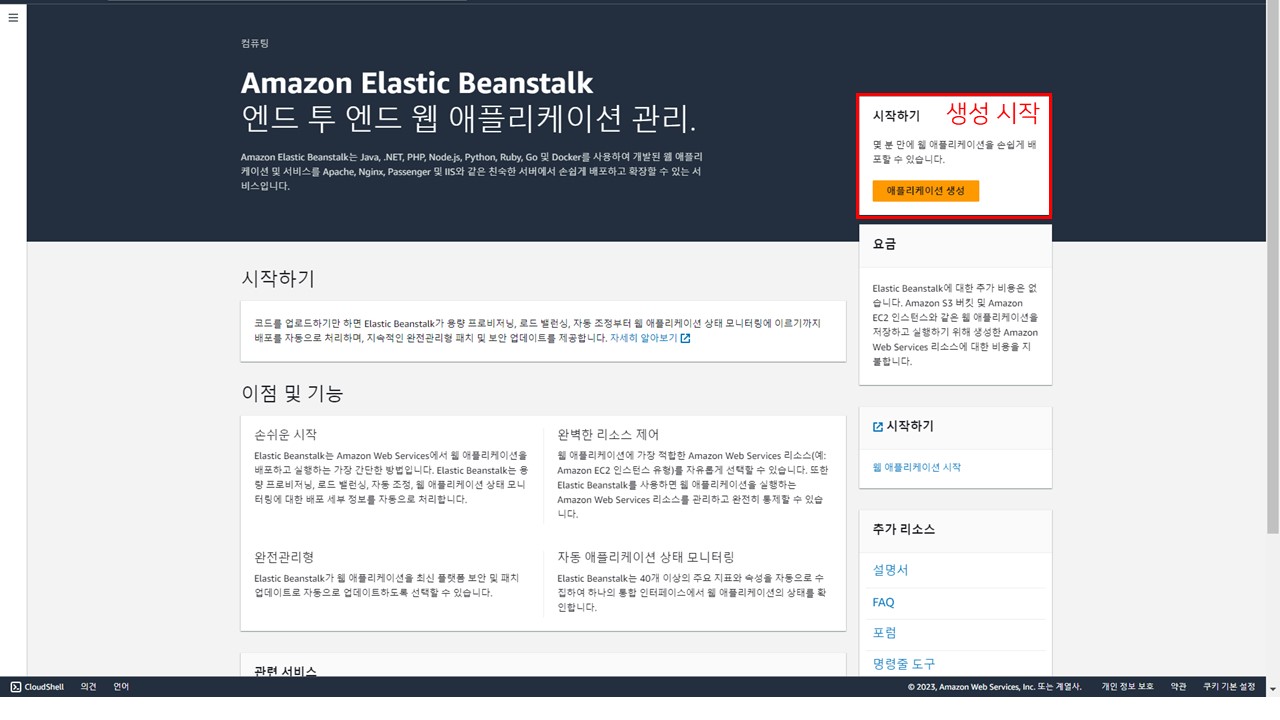 컴퓨팅
Amazon Elastic Beanstalk
엔드 투 엔드 웹 애플리케이션 관리.
Amazon Elastic Beanstalk는 Java, .NET, PHP, Node.js, Python, Ruby, Go 및 Docker를 사용하여 개발된 웹 애플리
케이션 및 서비스를 Apache, Nginx, Passenger 및 IIS와 같은 친숙한 서버에서 손쉽게 배포하고 확장할 수 있는 서
비스입니다.
시작하기
생성 시작
몇 분 만에 웹 애플리케이션을 손쉽게 배
포할 수 있습니다.
애플리케이션 생성
요금
Elastic Beanstalk에 대한 추가 비용은 없
습니다. Amazon S3 버킷 및 Amazon
EC2 인스턴스와 같은 웹 애플리케이션을
저장하고 실행하기 위해 생성한 Amazon
Web Services 리소스에 대한 비용을 지
불합니다.
시작하기
코드를 업로드하기만 하면 Elastic Beanstalk가 용량 프로비저닝, 로드 밸런싱, 자동 조정부터 웹 애플리케이션 상태 모니터링에 이르기까지
배포를 자동으로 처리하며, 지속적인 완전관리형 패치 및 보안 업데이트를 제공합니다. 자세히 알아보기
이점 및 기능
손쉬운 시작
Elastic Beanstalk는 Amazon Web Services에서 웹 애플리케이션을
배포하고 실행하는 가장 간단한 방법입니다. Elastic Beanstalk는 용
량 프로비저닝, 로드 밸런싱, 자동 조정, 웹 애플리케이션 상태 모니
터링에 대한 배포 세부 정보를 자동으로 처리합니다.
완벽한 리소스 제어
웹 애플리케이션에 가장 적합한 Amazon Web Services 리소스(예:
Amazon EC2 인스턴스 유형)를 자유롭게 선택할 수 있습니다. 또한
Elastic Beanstalk를 사용하면 웹 애플리케이션을 실행하는
Amazon Web Services 리소스를 관리하고 완전히 통제할 수 있습
니다.
완전관리형
Elastic Beanstalk가 웹 애플리케이션을 최신 플랫폼 보안 및 패치
업데이트로 자동으로 업데이트하도록 선택할 수 있습니다.
자동 애플리케이션 상태 모니터링
Elastic Beanstalk는 40개 이상의 주요 지표와 속성을 자동으로 수
집하여 하나의 통합 인터페이스에서 웹 애플리케이션의 상태를 확
인합니다.
관련 서비스
시작하기
웹 애플리케이션 시작
추가 리소스
설명서
FAQ
포럼
명령줄 도구
CloudShell 의견 언어
© 2023, Amazon Web Services, Inc. 또는 계열사. 개인 정보 보호 약관 쿠키 기본 설정